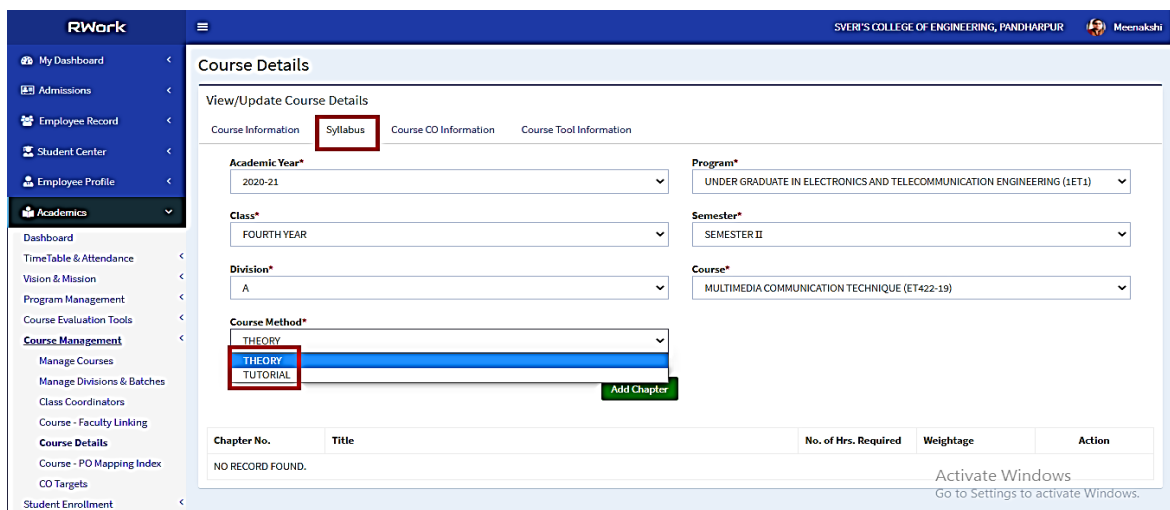 RWork
SVERI'S COLLEGE OF ENGINEERING, PANDHARPUR
Meenakshi
My Dashboard
Admissions
Employee Record
Student Center
Employee Profile
Academics
Dashboard
TimeTable & Attendance
Vision & Mission
Program Management
Course Evaluation Tools
Course Management
Manage Courses
Manage Divisions & Batches
Class Coordinators
Course - Faculty Linking
Course Details
Course - PO Mapping Index
CO Targets
Student Enrollment
Course Details
View/Update Course Details
Course Information Syllabus Course CO Information Course Tool Information
Academic Year* Program*
2020-21 UNDER GRADUATE IN ELECTRONICS AND TELECOMMUNICATION ENGINEERING (1ET1)
Class* Semester*
FOURTH YEAR SEMESTER II
Division* Course*
A MULTIMEDIA COMMUNICATION TECHNIQUE (ET422-19)
Course Method*
THEORY
THEORY
TUTORIAL
Add Chapter
Chapter No. Title No. of Hrs. Required Weightage Action
NO RECORD FOUND.
Activate Windows
Go to Settings to activate Windows.